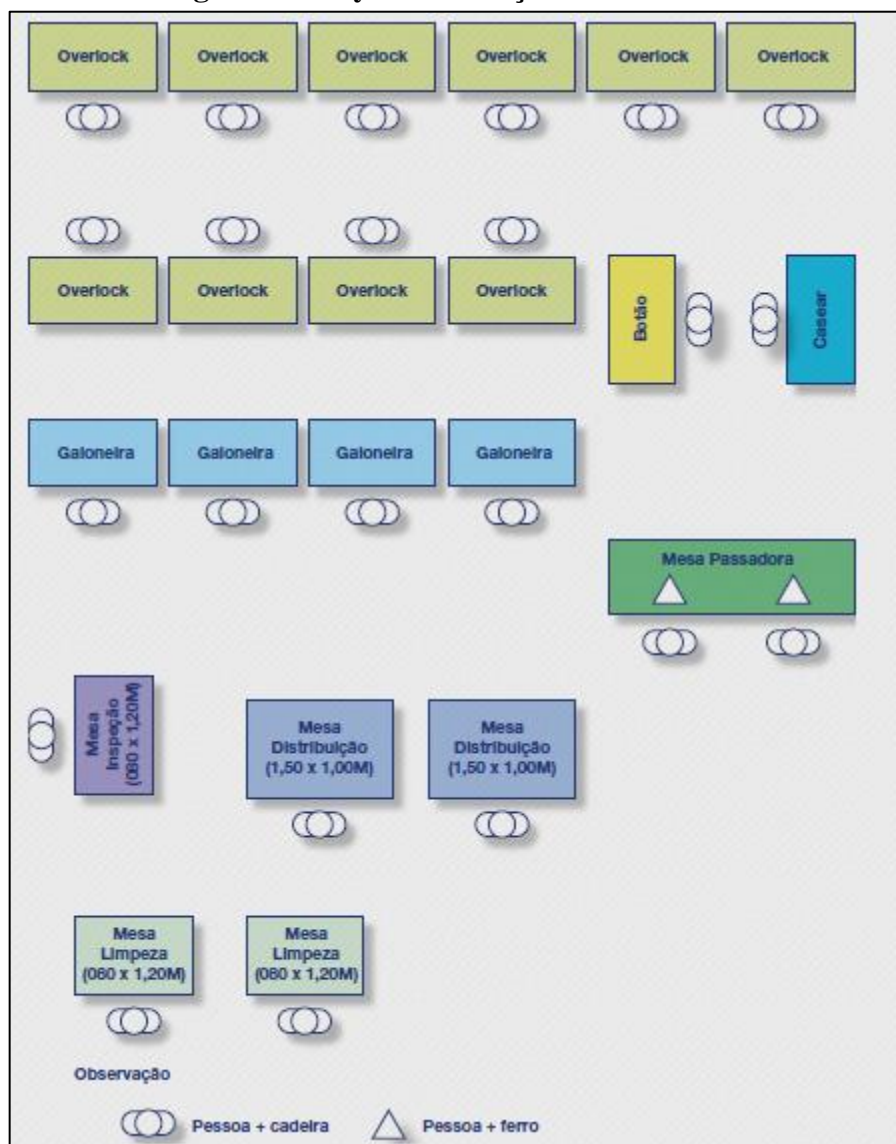 Overlock Overlock Overlock Overlock Overlock Overlock
Overlock Overlock Overlock Overlock
Botão
Casear
Galoneira Galoneira Galoneira Galoneira
Mesa Passadora
Mesa
Inspeção
(060 x 1,20M)
Mesa
Distribuição
(1,50 x 1,00M)
Mesa
Distribuição
(1,50 x 1,00M)
Mesa
Limpeza
(060 x 1,20M)
Mesa
Limpeza
(060 x 1,20M)
Observação
Pessoa + cadeira
Pessoa + ferro